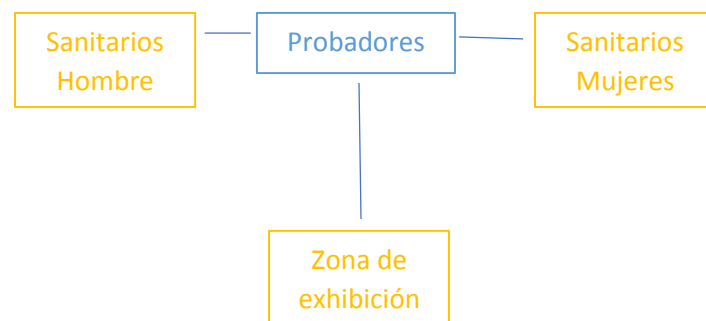 Sanitarios
Hombre
Probadores
Sanitarios
Mujeres
Zona de
exhibición